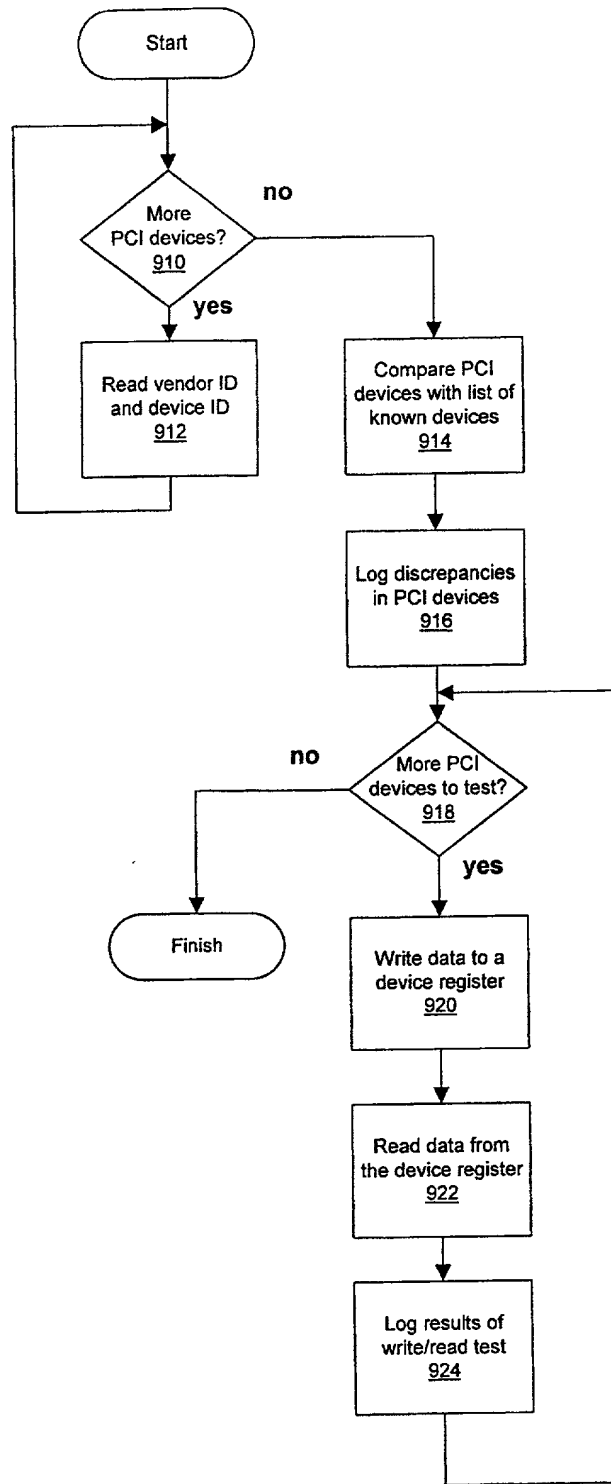 Start
no
More
PCI devices?
910
yes
Read vendor ID
and device ID
912
Compare PCI
devices with list of
known devices
914
Log discrepancies
in PCI devices
916
no
More PCI
devices to test?
918
yes
Finish
Write data to a
device register
920
Read data from
the device register
922
Log results of
write/read test
924